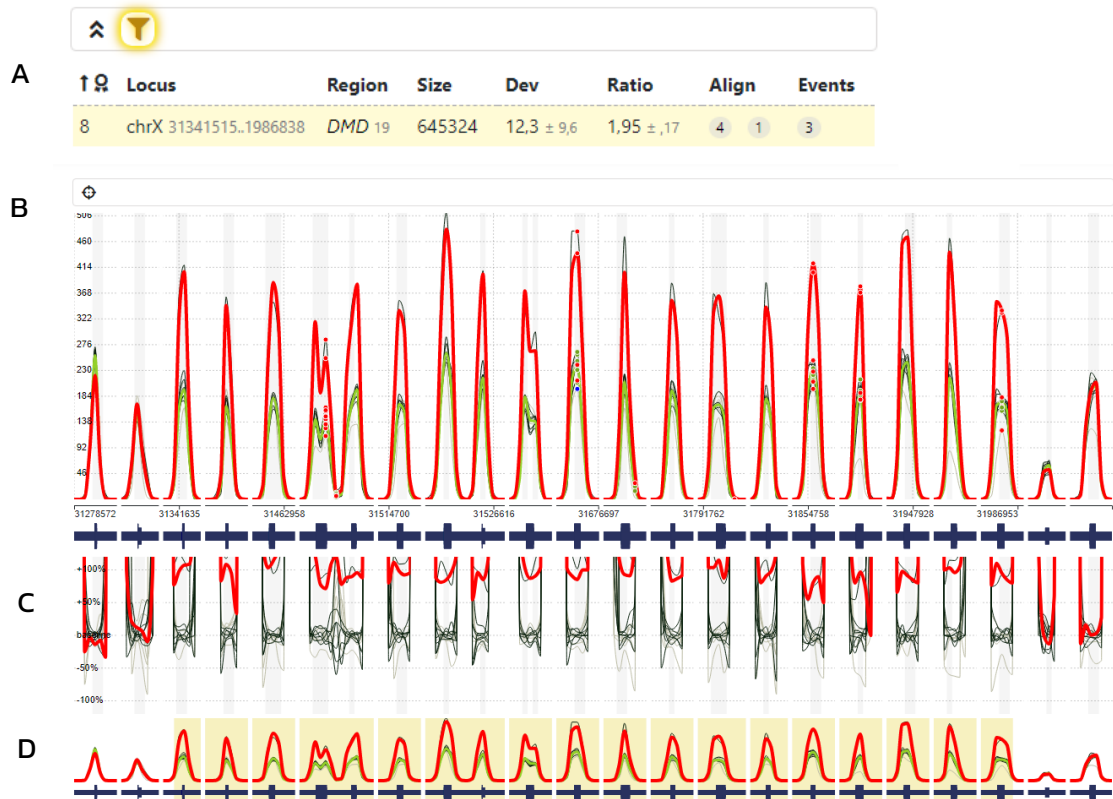 A
↑ Locus Region Size Dev Ratio Align Events
8 chrX 31341515..1986838 DMD 19 645324 12,3 ± 9,6 1,95 ± ,17 4 1 3
B
506
460
414
368
322
276
230
184
138
92
46
31278572 31341635 31462958 31514700 31526616 31676697 31791762 31854758 31947928 31986953
C
+100%
+50%
baseline
-50%
-100%
D